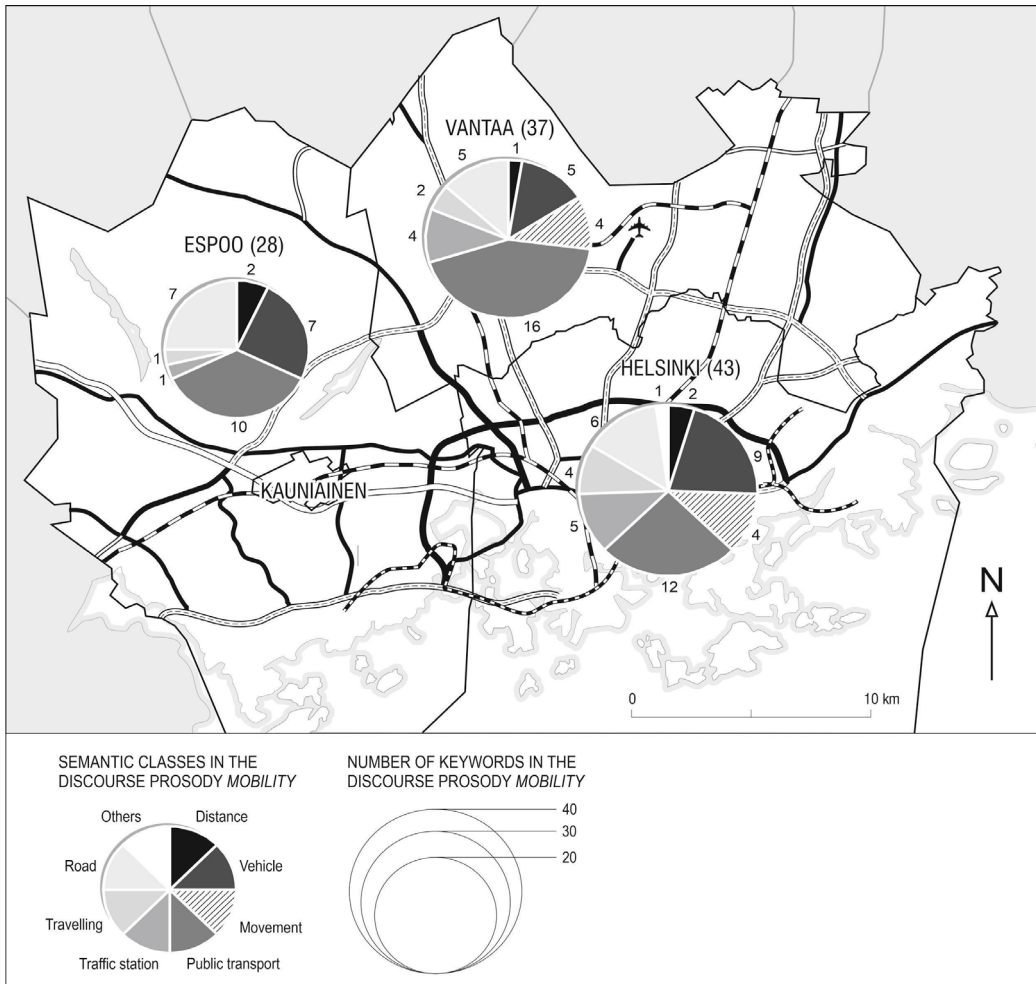 VANTAA (37)
5
1
5
2
4
4
16
ESPOO (28)
2
7
7
1
1
10
HELSINKI (43)
1
2
6
9
4
5
4
12
KAUNIAINEN
N
0
10 km
SEMANTIC CLASSES IN THE
DISCOURSE PROSODY MOBILITY
Others
Distance
Road
Vehicle
Travelling
Movement
Traffic station
Public transport
NUMBER OF KEYWORDS IN THE
DISCOURSE PROSODY MOBILITY
40
30
20